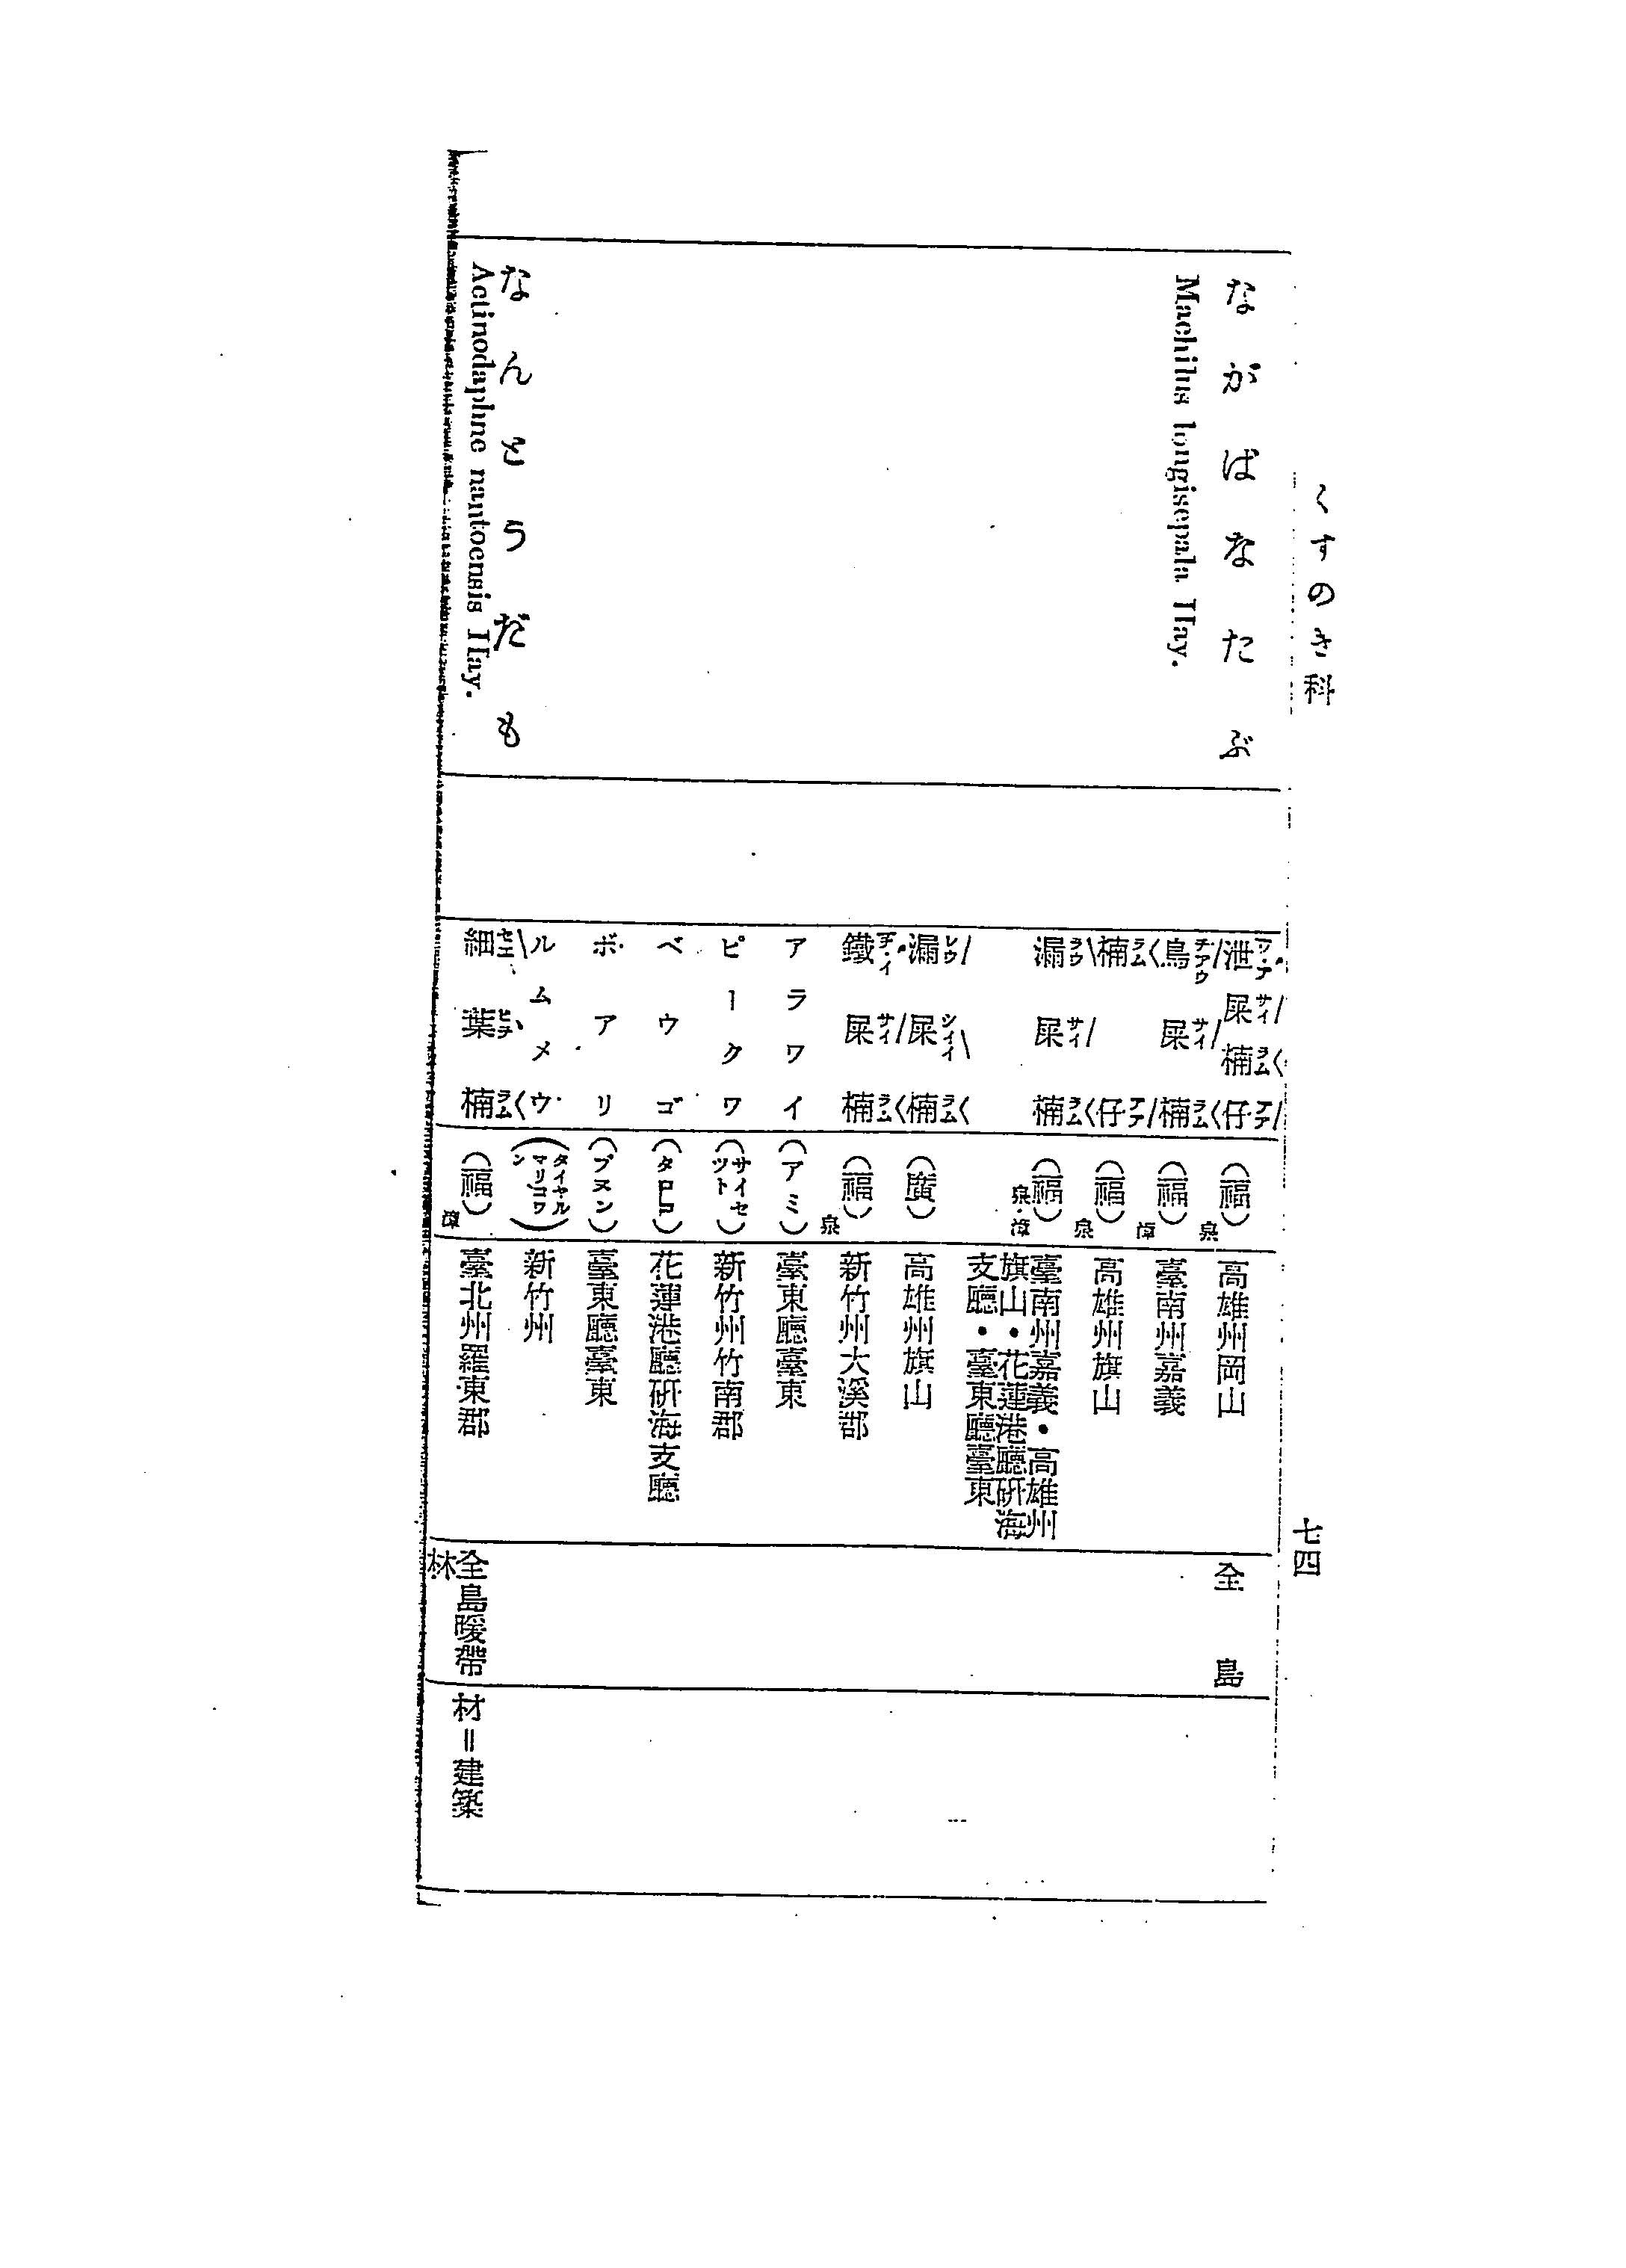 くすのき科
七四
ながばなたぶ
Machilus longisepala Hay.
泄屎楠仔
(福)泉
高雄州岡山
全島
鳥屎楠
(福)漳
臺南州嘉義
楠仔
(福)泉
高雄州旗山
漏屎楠
(福)泉・漳
臺南州嘉義・高雄州
旗山・花蓮港廳研海
支廳・臺東廳臺東
漏屎楠
(廣)
高雄州旗山
鐵屎楠
(福)泉
新竹州大溪郡
アラワイ
(アミ)
臺東廳臺東
ピークワ
(サイセツト)
新竹州竹南郡
ペウゴ
(タロコ)
花蓮港廳研海支廳
ボアリ
(ブヌン)
臺東廳臺東
ルムメウ
(タイヤルマリコワン)
新竹州
なんとうだも
Actinodaphne nantoensis Hay.
細葉楠
(福)漳
臺北州羅東郡
全島暖帶
林
材=建築